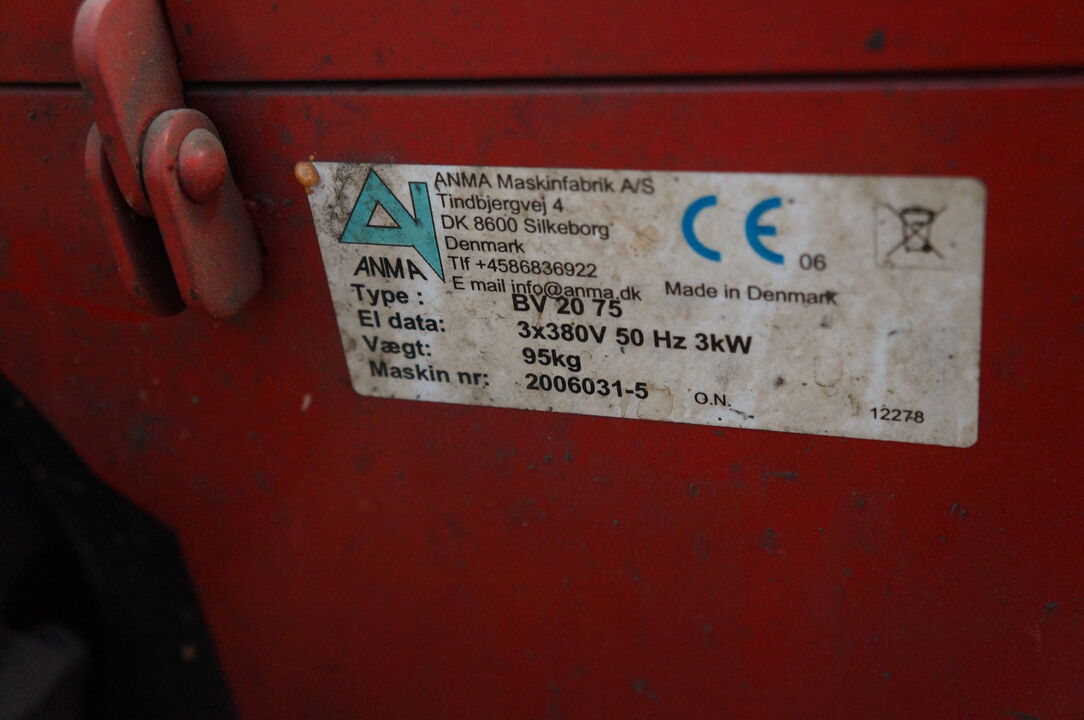 ANMA Maskinfabrik A/S
Tindbjergvej 4
DK 8600 Silkeborg
Denmark
Tlf +4586836922
E mail info@anma.dk
ANMA
CE 06
Made in Denmark
Type : BV 20 75
El data: 3x380V 50 Hz 3kW
Vægt: 95kg
Maskin nr: 2006031-5
O.N. 12278